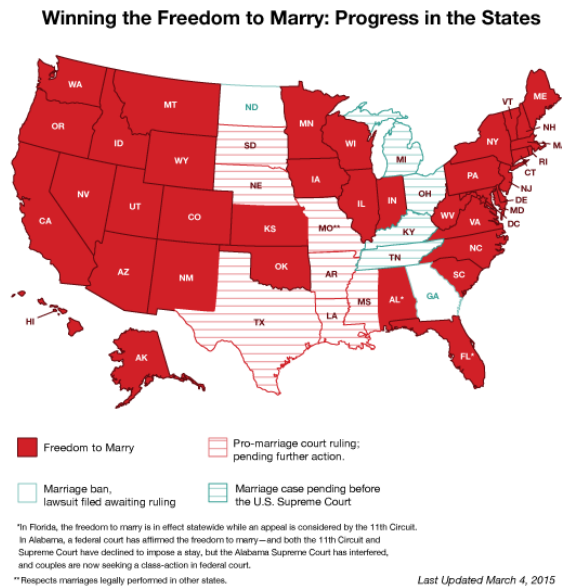 Winning the Freedom to Marry: Progress in the States
WA
MT
ND
MN
ME
VT
NH
OR
ID
SD
WI
MI
NY
MA
RI
CT
WY
NE
IA
PA
NJ
OH
DE
MD
DC
NV
UT
CO
IL
IN
WV
VA
CA
KS
MO**
KY
NC
AZ
NM
OK
AR
TN
SC
TX
LA
MS
AL*
GA
HI
AK
FL*
Freedom to Marry
Pro-marriage court ruling;
pending further action.
Marriage ban,
lawsuit filed awaiting ruling
Marriage case pending before
the U.S. Supreme Court
*In Florida, the freedom to marry is in effect statewide while an appeal is considered by the 11th Circuit.
In Alabama, a federal court has affirmed the freedom to marry—and both the 11th Circuit and
Supreme Court have declined to impose a stay, but the Alabama Supreme Court has interfered,
and couples are now seeking a class-action in federal court.
**Respects marriages legally performed in other states.
Last Updated March 4, 2015